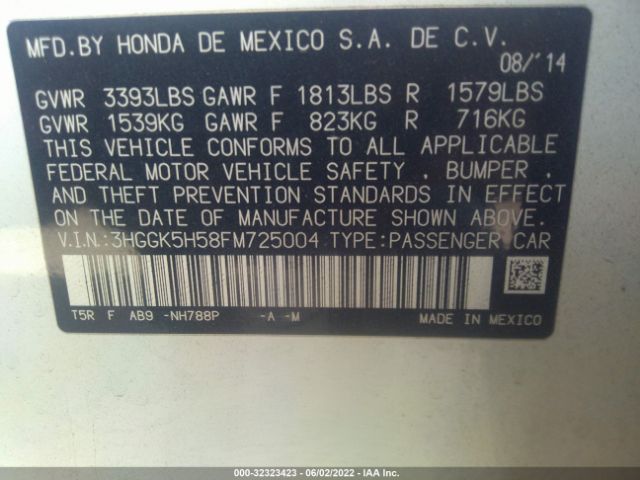 MFD.BY HONDA DE MEXICO S.A. DE C.V.
08/'14
GVWR 3393LBS GAWR F 1813LBS R 1579LBS
GVWR 1539KG GAWR F 823KG R 716KG
THIS VEHICLE CONFORMS TO ALL APPLICABLE
FEDERAL MOTOR VEHICLE SAFETY , BUMPER ,
AND THEFT PREVENTION STANDARDS IN EFFECT
ON THE DATE OF MANUFACTURE SHOWN ABOVE.
V.I.N.:3HGGK5H58FM725004 TYPE:PASSENGER CAR
T5R F AB9 -NH788P -A -M MADE IN MEXICO
000-32323423 - 06/02/2022 - IAA Inc.